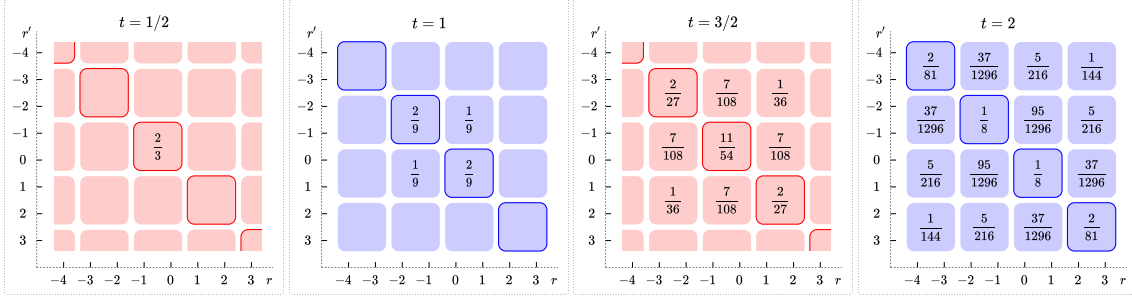 t = 1/2
r′
−4
−3
−2
−1
0
1
2
3
2/3
−4 −3 −2 −1 0 1 2 3 r
t = 1
r′
−4
−3
−2
−1
0
1
2
3
2/9 1/9
1/9 2/9
−4 −3 −2 −1 0 1 2 3 r
t = 3/2
r′
−4
−3
−2
−1
0
1
2
3
2/27 7/108 1/36
7/108 11/54 7/108
1/36 7/108 2/27
−4 −3 −2 −1 0 1 2 3 r
t = 2
r′
−4
−3
−2
−1
0
1
2
3
2/81 37/1296 5/216 1/144
37/1296 1/8 95/1296 5/216
5/216 95/1296 1/8 37/1296
1/144 5/216 37/1296 2/81
−4 −3 −2 −1 0 1 2 3 r